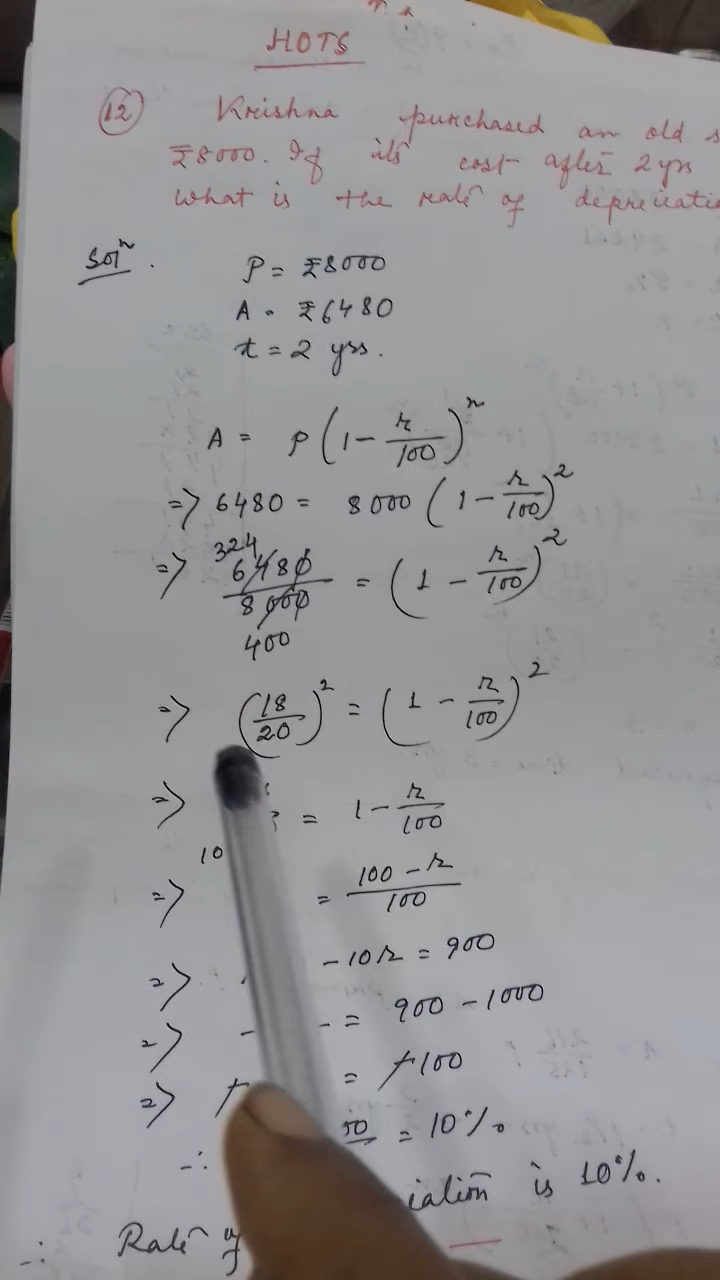 HOTS
12 Krishna purchased an old
₹8000. If its cost after 2 yrs
What is the rate of
Solⁿ. P = ₹8000
A = ₹6480
t = 2 yrs.
A = P(1 - r/100)ⁿ
=> 6480 = 8000 (1 - r/100)²
=> 6480/8000 = (1 - r/100)²
324
400
=> (18/20)² = (1 - r/100)²
=> = 1 - r/100
10
=> = (100 - r)/100
=> - 10r = 900
=> - = 900 - 1000
=> = -100
∴ = 10%.
∴ Rate of is 10%.